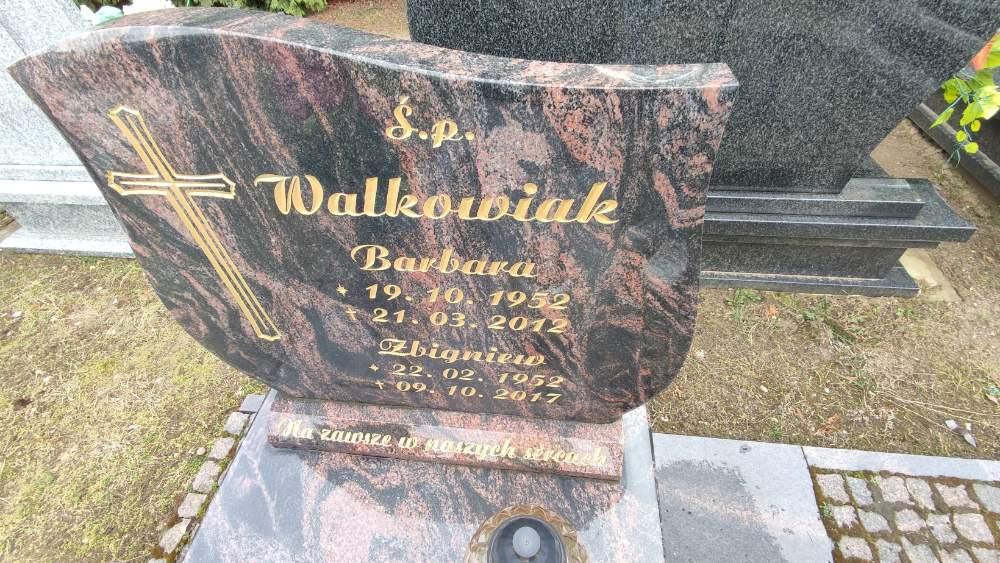 Ś.p.
Walkowiak
Barbara
* 19. 10. 1952
+ 21. 03. 2012
Zbigniew
* 22. 02. 1952
+ 09. 10. 2017
Na zawsze w naszych sercach